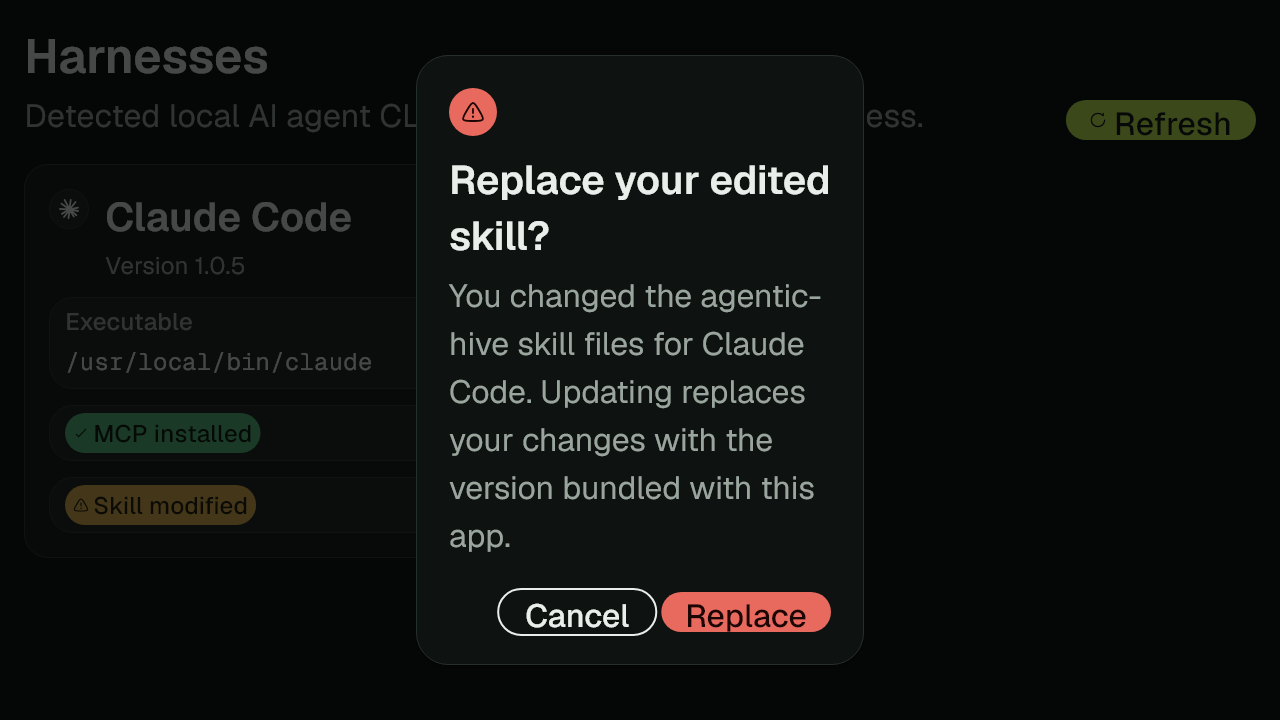 Harnesses
Detected local AI agent CL
ess.
Refresh
Claude Code
Version 1.0.5
Executable
/usr/local/bin/claude
MCP installed
Skill modified
Replace your edited
skill?
You changed the agentic-
hive skill files for Claude
Code. Updating replaces
your changes with the
version bundled with this
app.
Cancel
Replace